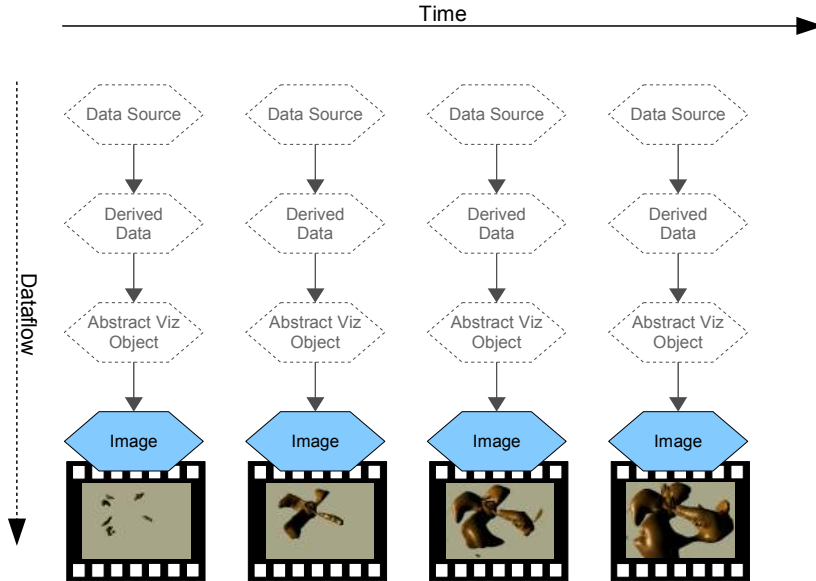 Time
Data Source
Data Source
Data Source
Data Source
Derived
Data
Derived
Data
Derived
Data
Derived
Data
Dataflow
Abstract Viz
Object
Abstract Viz
Object
Abstract Viz
Object
Abstract Viz
Object
Image
Image
Image
Image